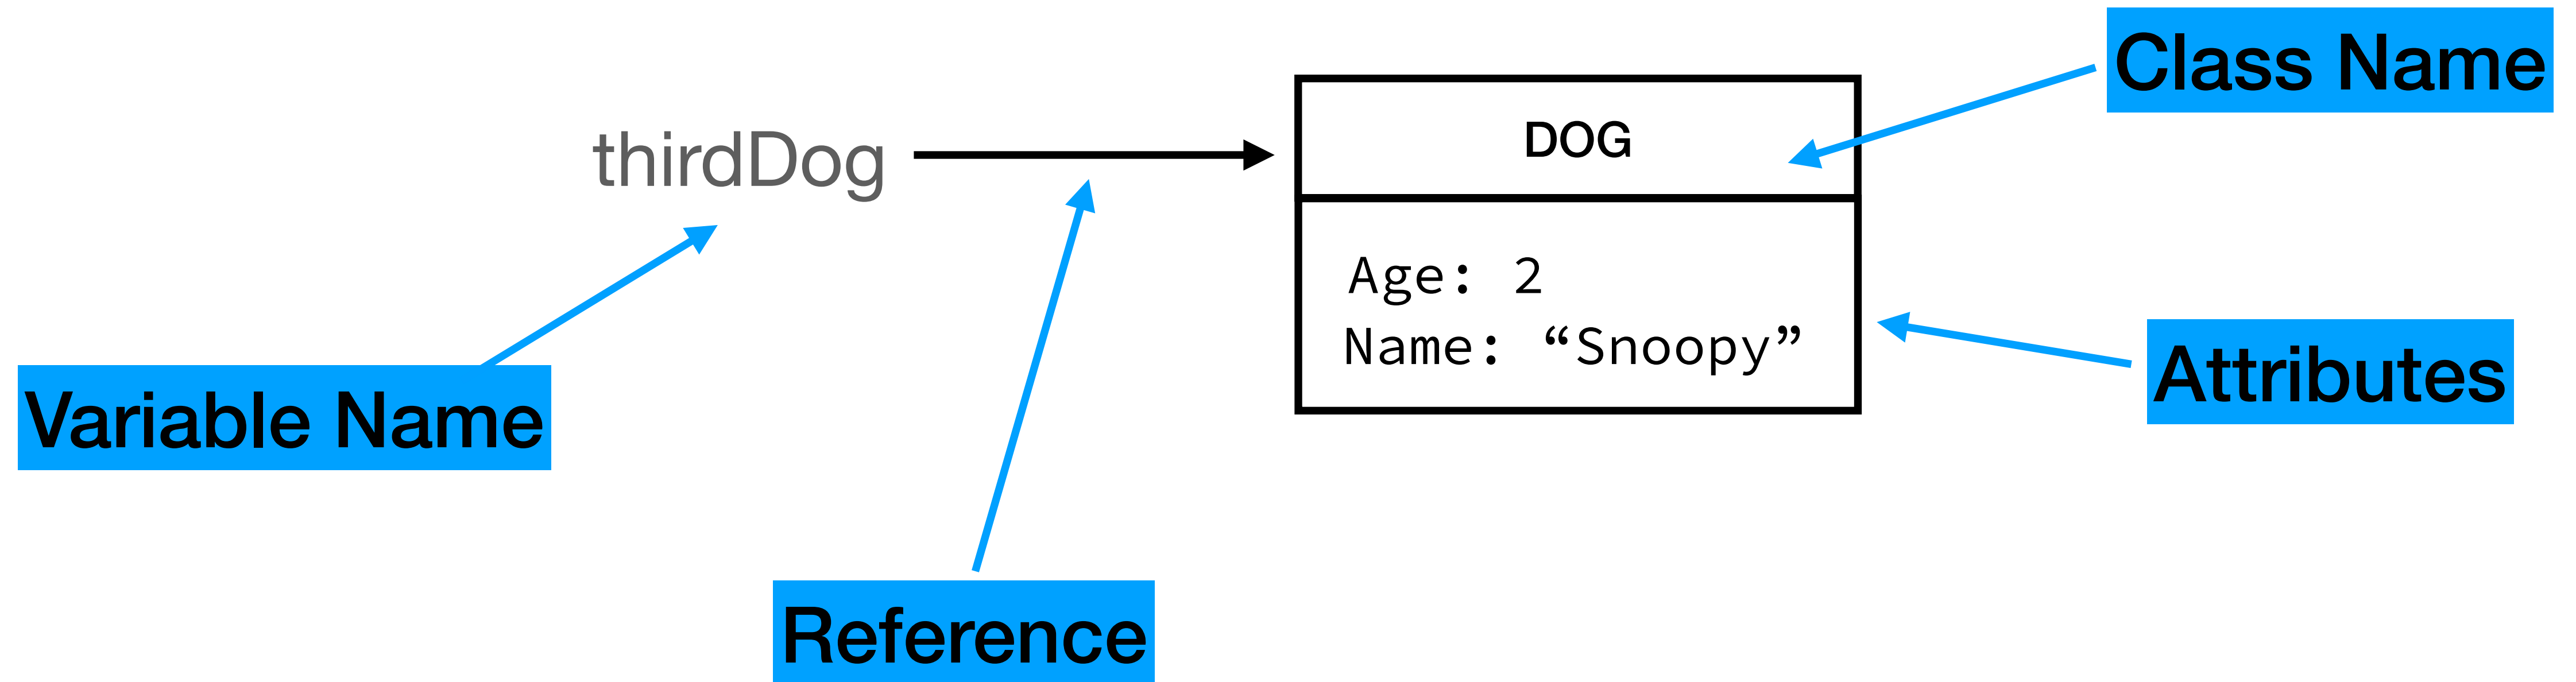 Class Name
thirdDog
DOG
Age: 2
Name: “Snoopy”
Variable Name
Attributes
Reference